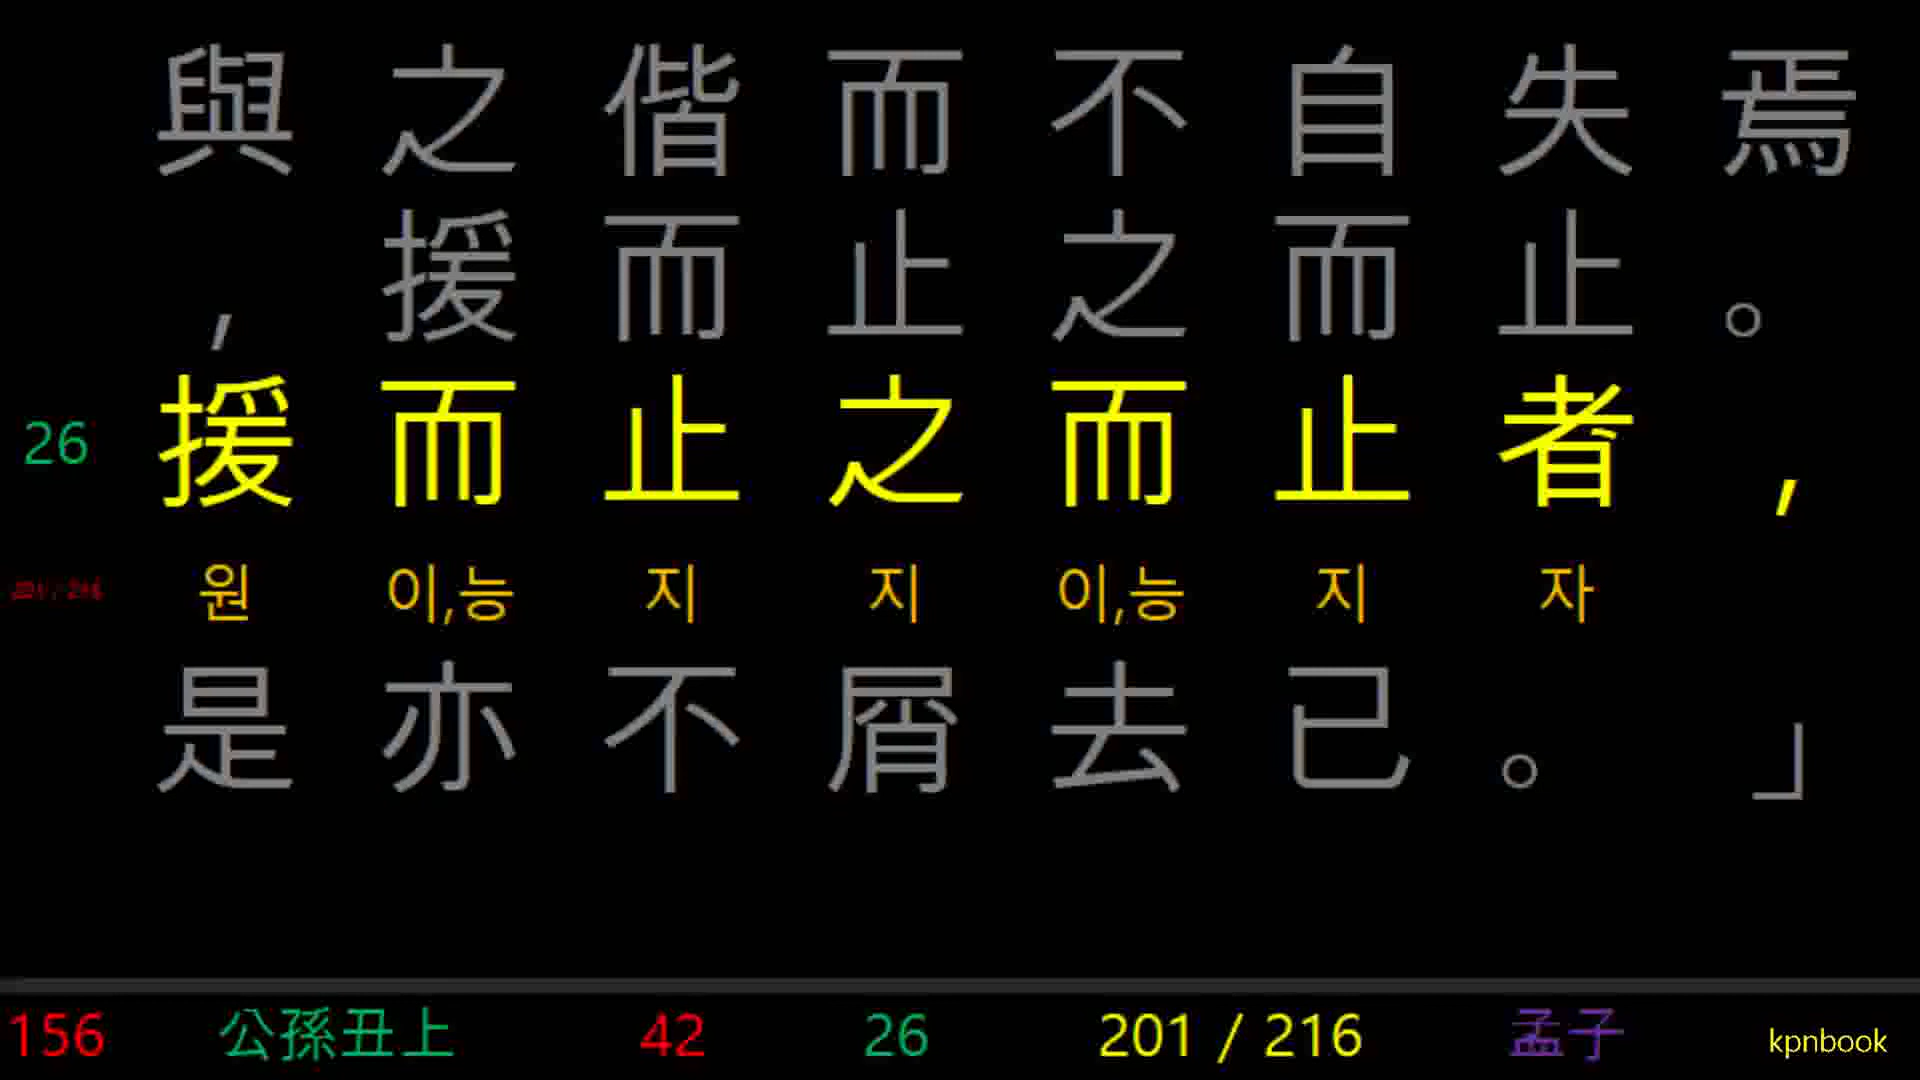 與之偕而不自失焉
,援而止之而止。
26 援而止之而止者,
201 / 216 원 이,능 지 지 이,능 지 자
是亦不屑去已。」
156 公孫丑上 42 26 201 / 216 孟子 kpnbook